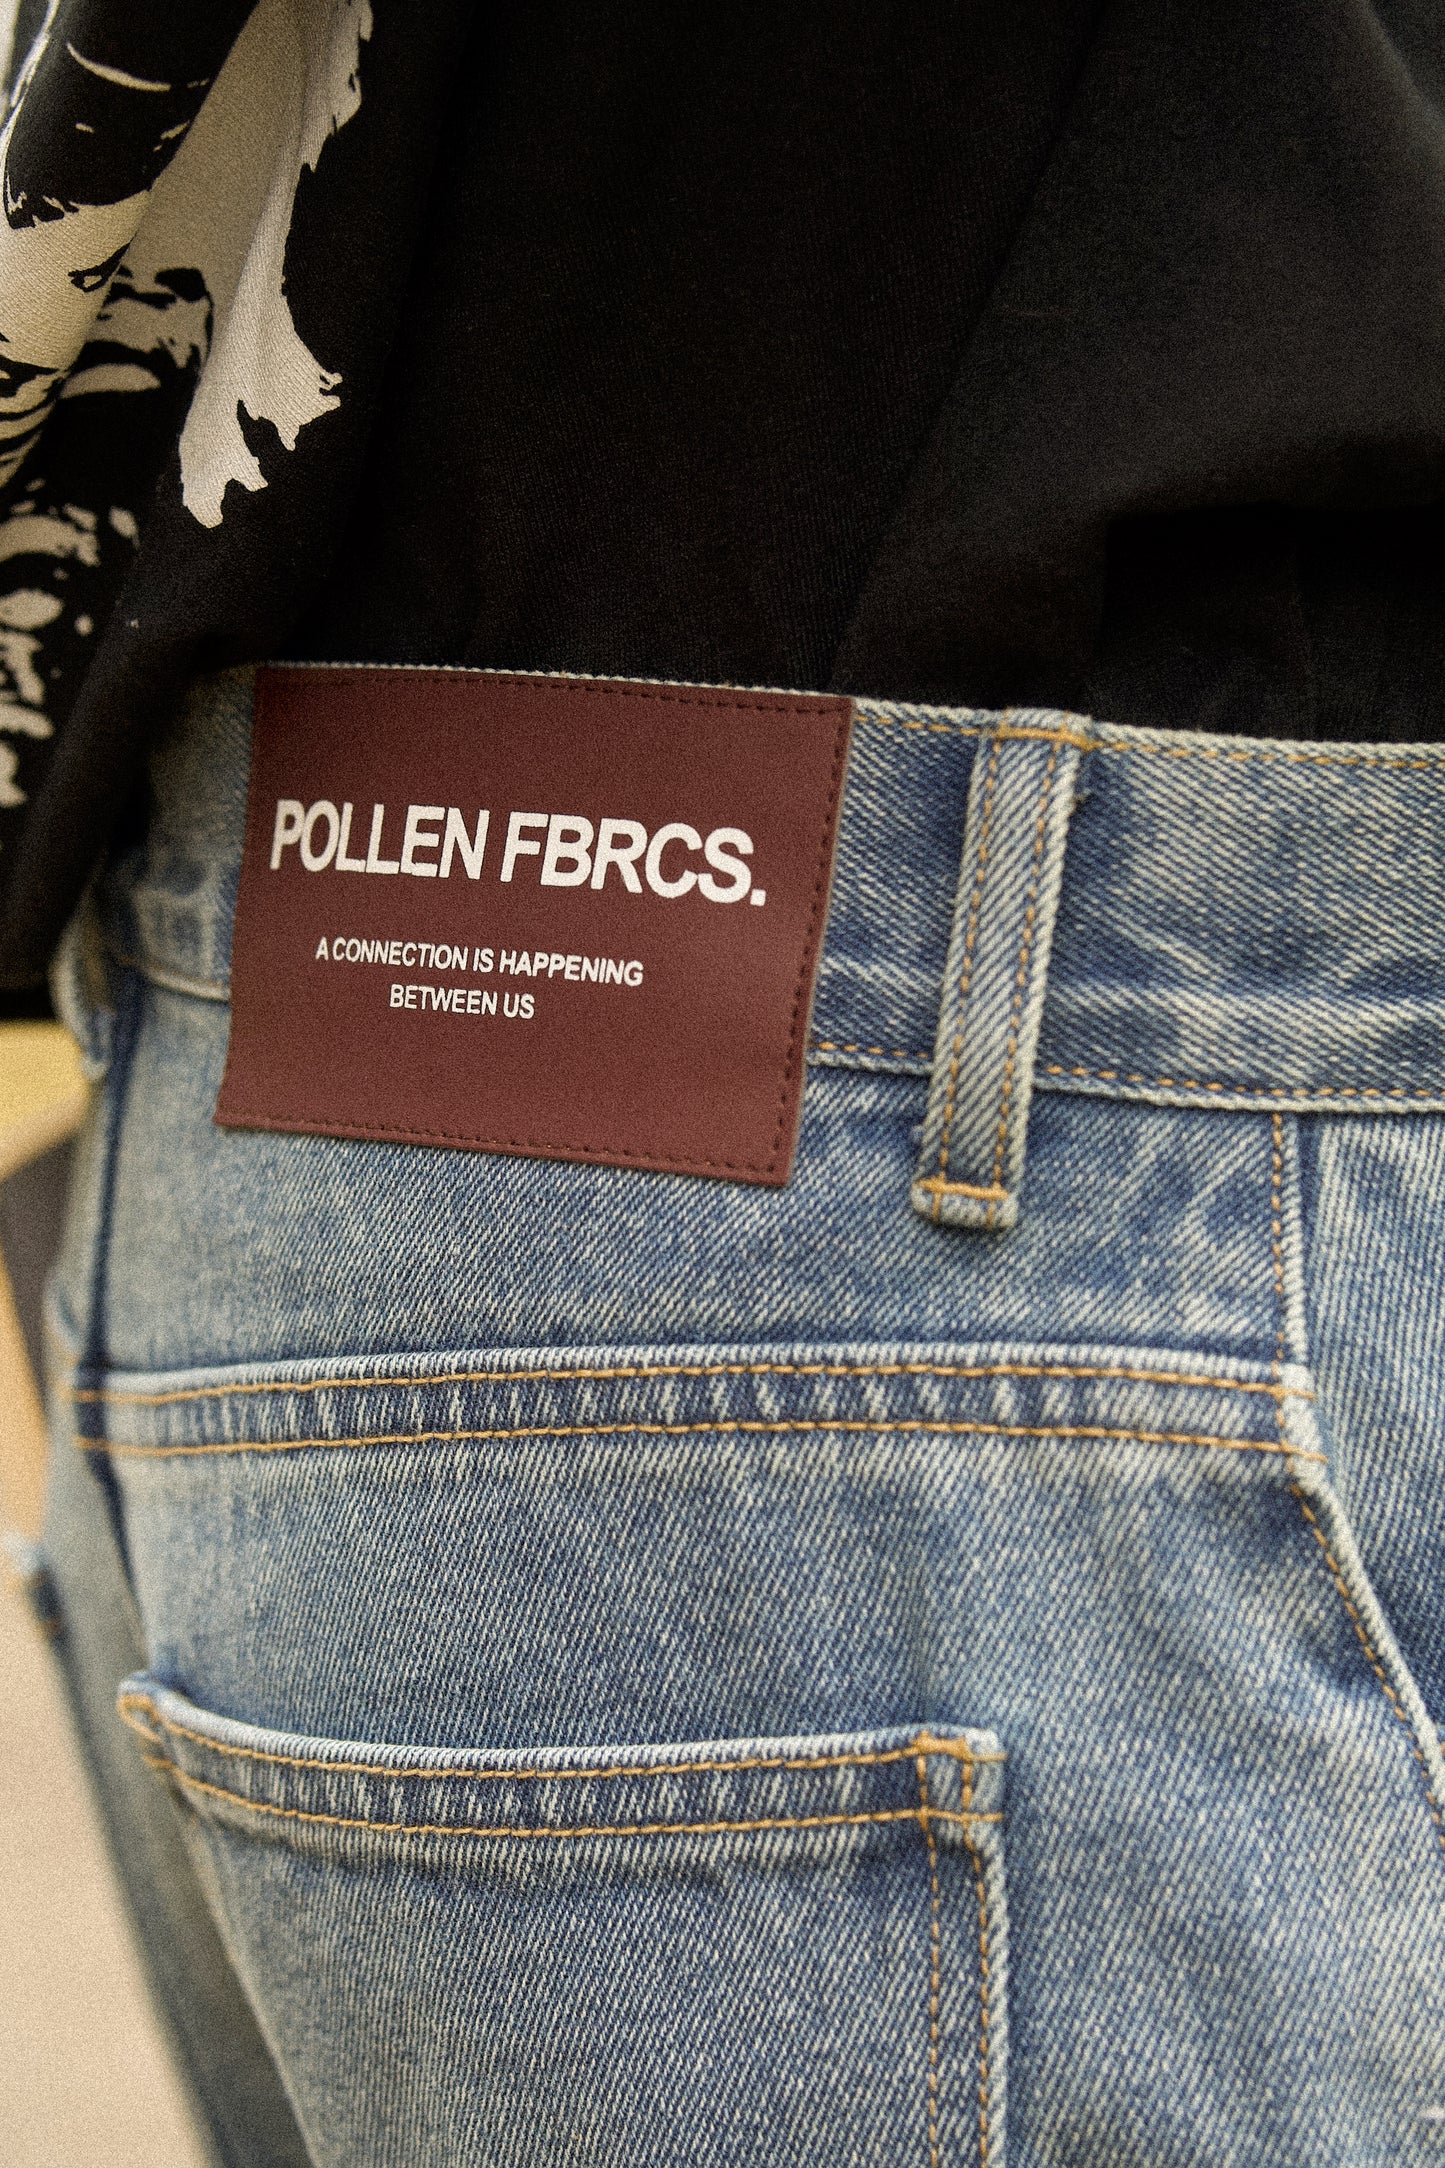 POLLEN FBRCS.
A CONNECTION IS HAPPENING
BETWEEN US